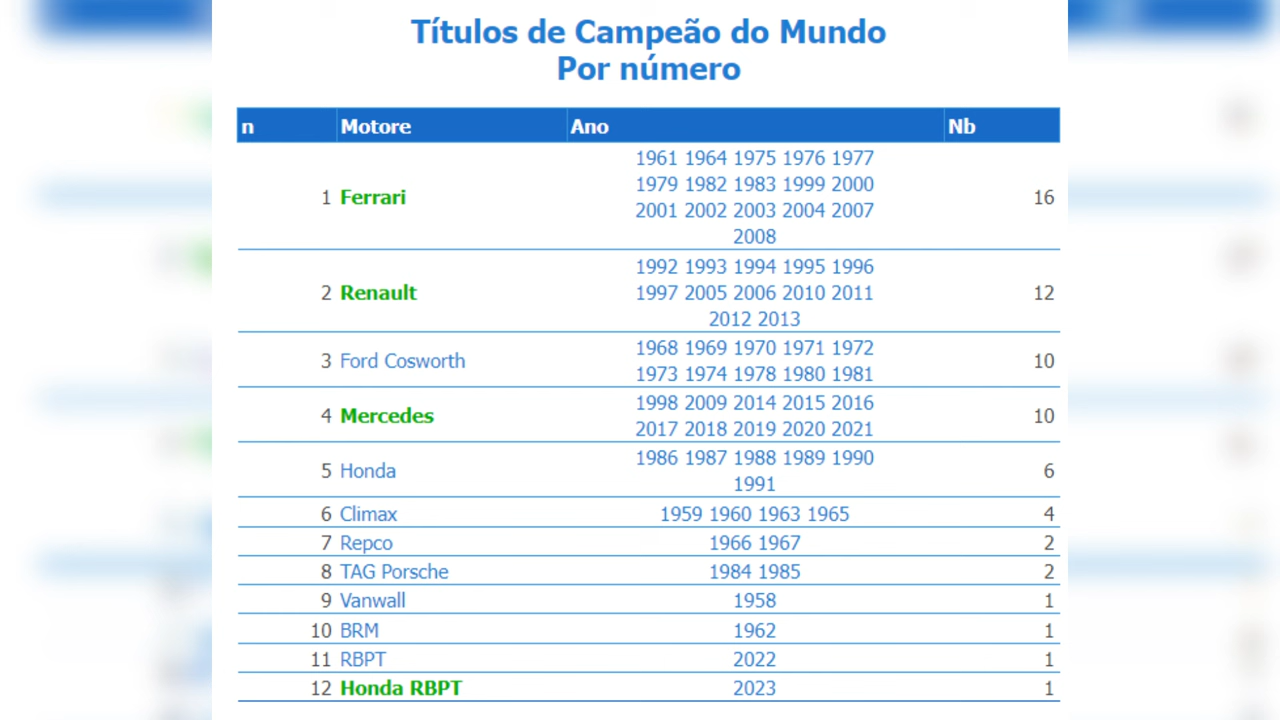 Títulos de Campeão do Mundo
Por número
n Motore Ano Nb
1 Ferrari 1961 1964 1975 1976 1977
1979 1982 1983 1999 2000
2001 2002 2003 2004 2007
2008 16
2 Renault 1992 1993 1994 1995 1996
1997 2005 2006 2010 2011
2012 2013 12
3 Ford Cosworth 1968 1969 1970 1971 1972
1973 1974 1978 1980 1981 10
4 Mercedes 1998 2009 2014 2015 2016
2017 2018 2019 2020 2021 10
5 Honda 1986 1987 1988 1989 1990
1991 6
6 Climax 1959 1960 1963 1965 4
7 Repco 1966 1967 2
8 TAG Porsche 1984 1985 2
9 Vanwall 1958 1
10 BRM 1962 1
11 RBPT 2022 1
12 Honda RBPT 2023 1